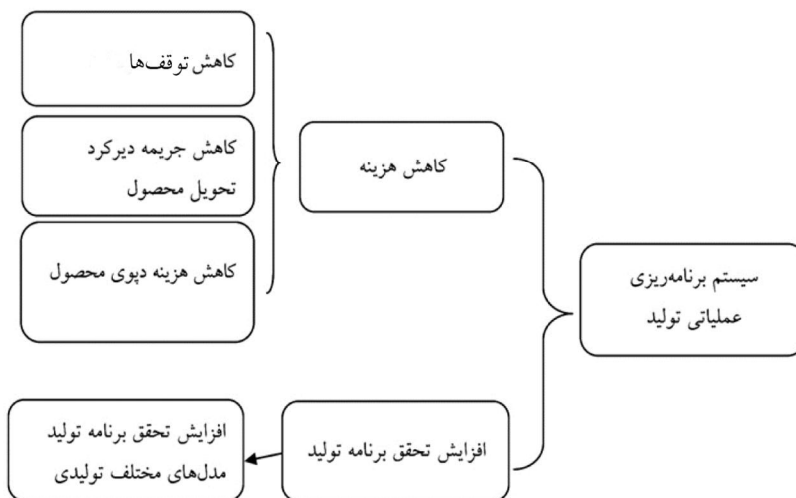 سیستم برنامه‌ریزی
عملیاتی تولید
کاهش هزینه
کاهش توقف‌ها
کاهش جریمه دیرکرد
تحویل محصول
کاهش هزینه دپوی محصول
افزایش تحقق برنامه تولید
افزایش تحقق برنامه تولید
مدل‌های مختلف تولیدی